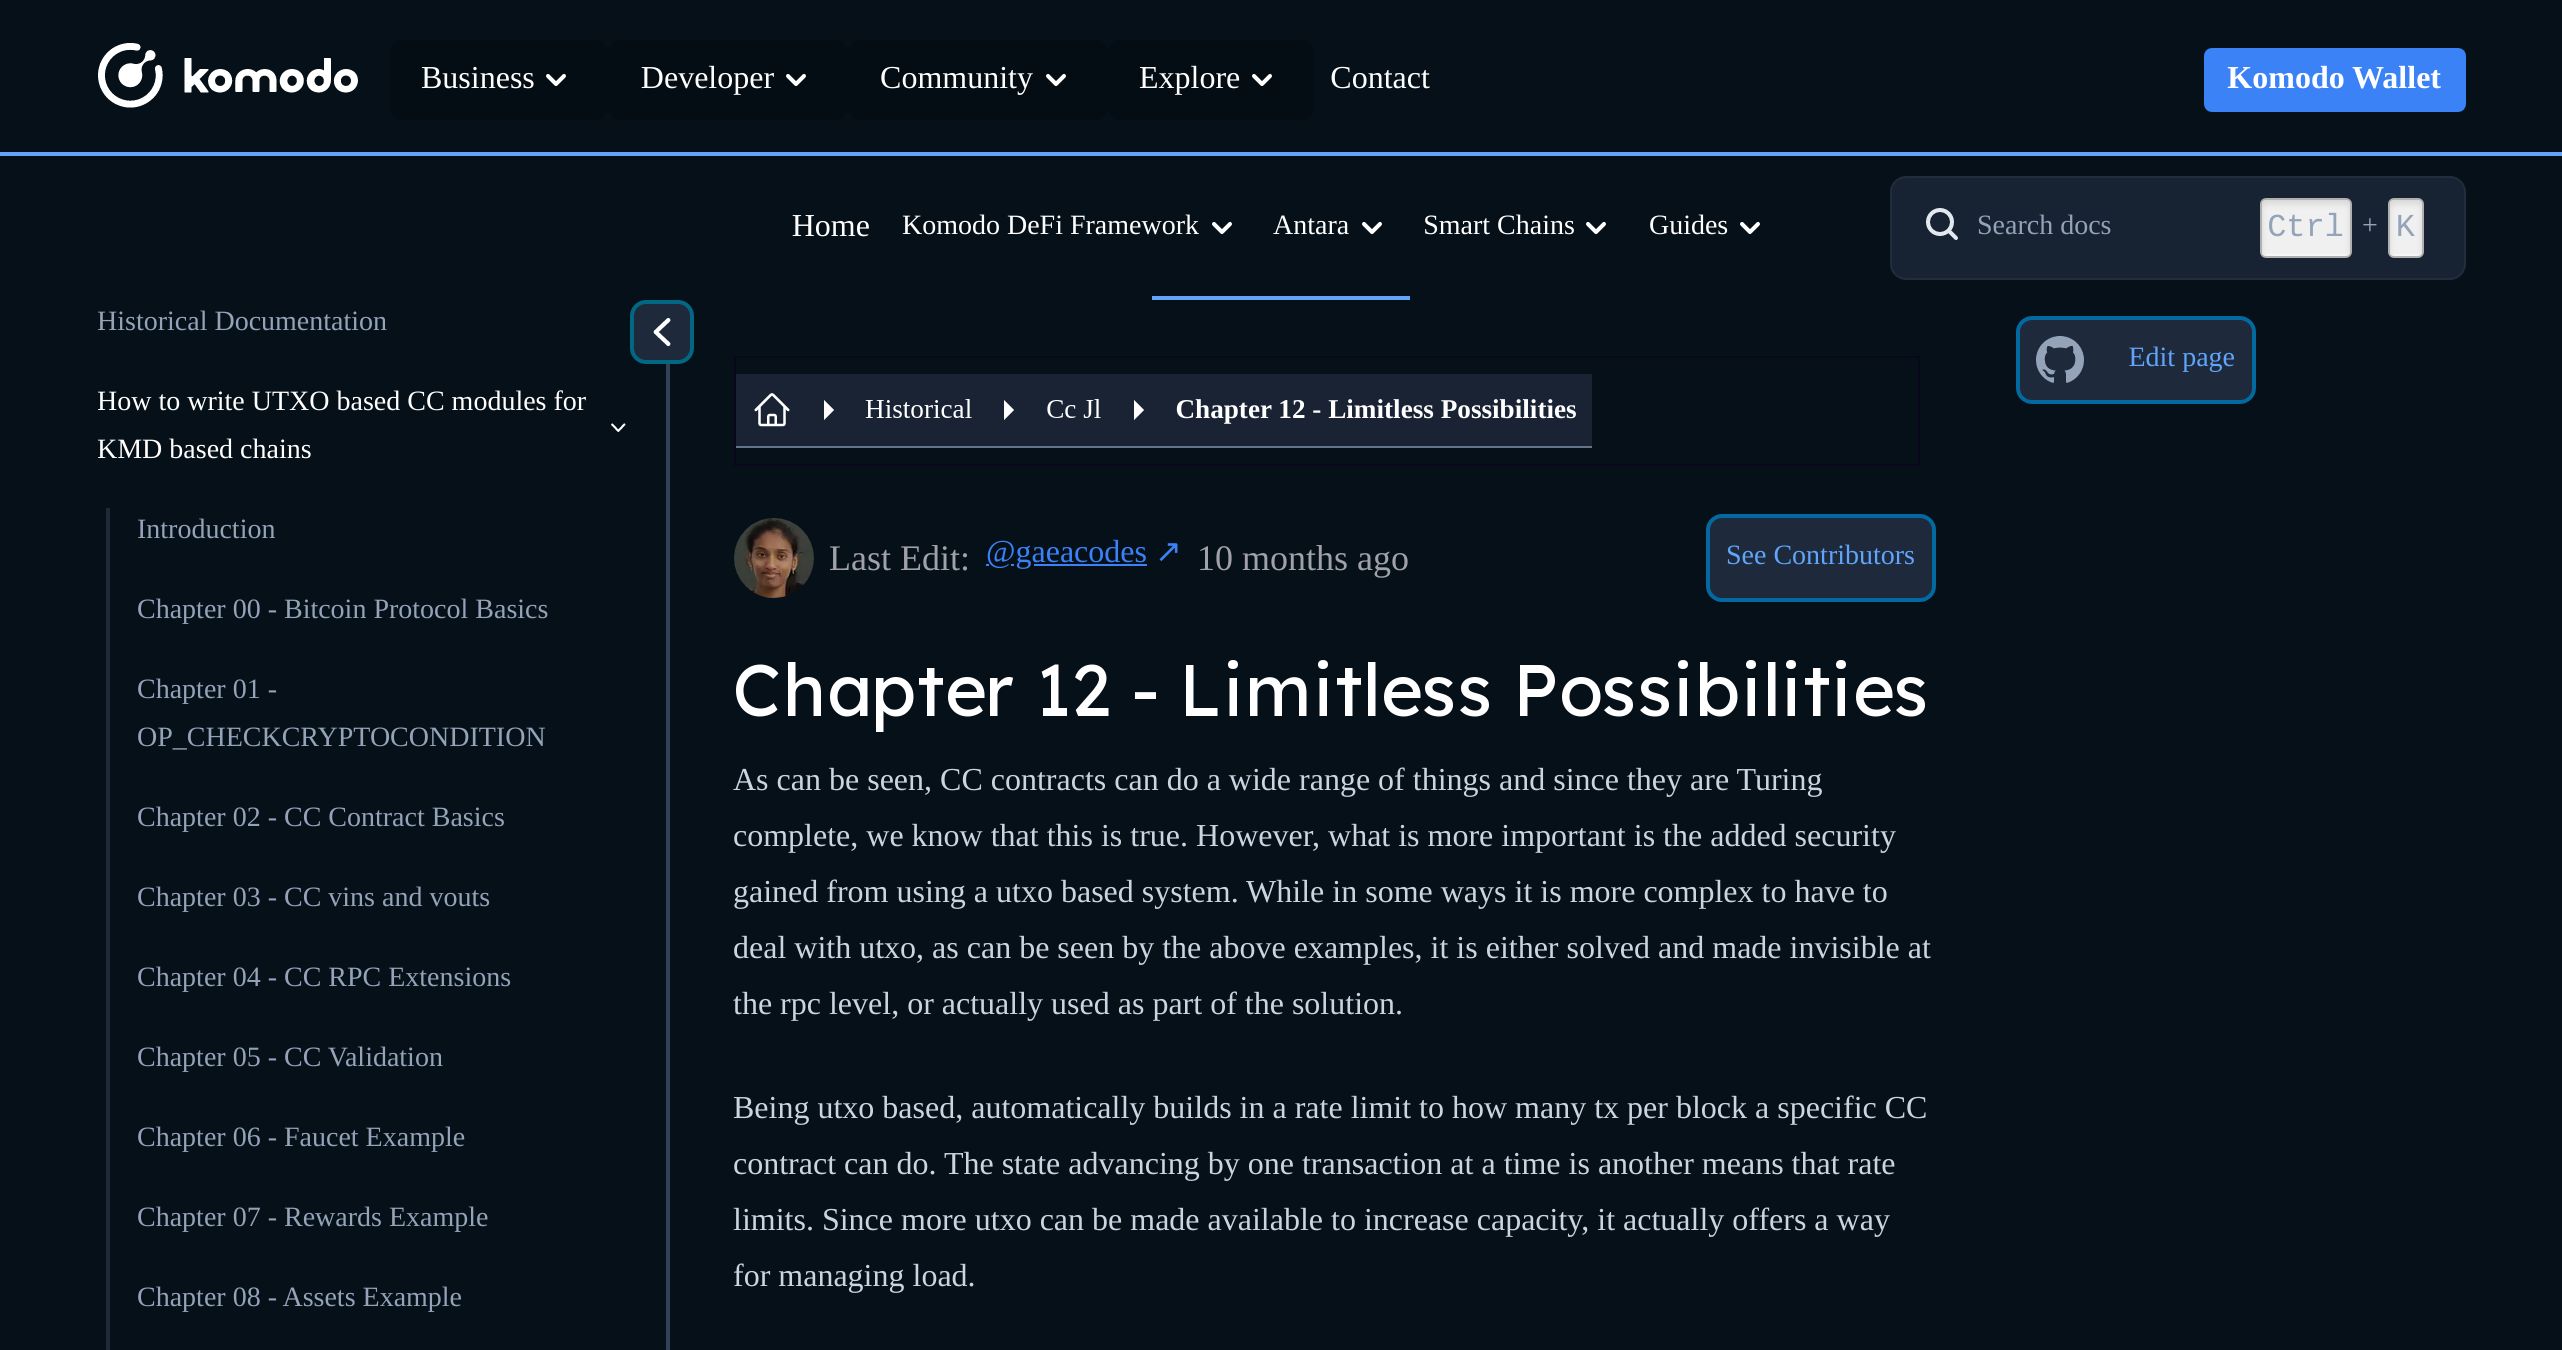 komodo
Business
Developer
Community
Explore
Contact
Komodo Wallet
Home
Komodo DeFi Framework
Antara
Smart Chains
Guides
Search docs
Ctrl + K
Historical Documentation
How to write UTXO based CC modules for
KMD based chains
Introduction
Chapter 00 - Bitcoin Protocol Basics
Chapter 01 -
OP_CHECKCRYPTOCONDITION
Chapter 02 - CC Contract Basics
Chapter 03 - CC vins and vouts
Chapter 04 - CC RPC Extensions
Chapter 05 - CC Validation
Chapter 06 - Faucet Example
Chapter 07 - Rewards Example
Chapter 08 - Assets Example
Historical
Cc Jl
Chapter 12 - Limitless Possibilities
Edit page
Last Edit: @gaeacodes ↗ 10 months ago
See Contributors
Chapter 12 - Limitless Possibilities
As can be seen, CC contracts can do a wide range of things and since they are Turing
complete, we know that this is true. However, what is more important is the added security
gained from using a utxo based system. While in some ways it is more complex to have to
deal with utxo, as can be seen by the above examples, it is either solved and made invisible at
the rpc level, or actually used as part of the solution.
Being utxo based, automatically builds in a rate limit to how many tx per block a specific CC
contract can do. The state advancing by one transaction at a time is another means that rate
limits. Since more utxo can be made available to increase capacity, it actually offers a way
for managing load.